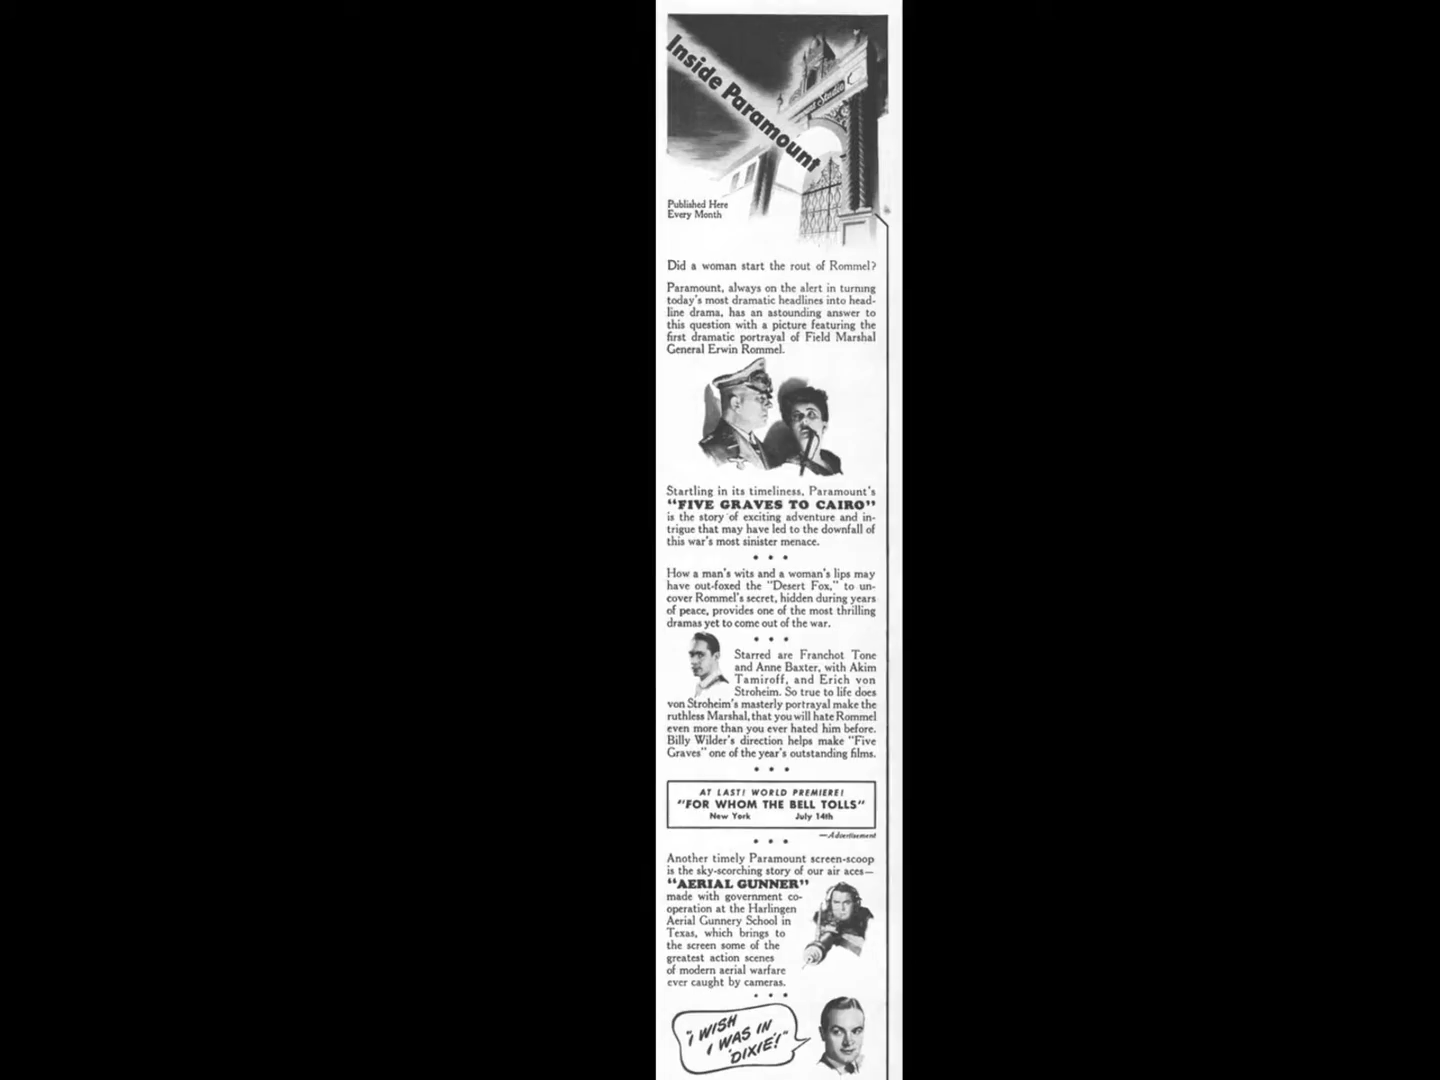 Inside Paramount
Published Here
Every Month
Did a woman start the rout of Rommel?
Paramount, always on the alert in turning
today's most dramatic headlines into head-
line drama, has an astounding answer to
this question with a picture featuring the
first dramatic portrayal of Field Marshal
General Erwin Rommel.
Startling in its timeliness, Paramount's
"FIVE GRAVES TO CAIRO"
is the story of exciting adventure and in-
trigue that may have led to the downfall of
this war's most sinister menace.
• • •
How a man's wits and a woman's lips may
have out-foxed the "Desert Fox," to un-
cover Rommel's secret, hidden during years
of peace, provides one of the most thrilling
dramas yet to come out of the war.
• • •
Starred are Franchot Tone
and Anne Baxter, with Akim
Tamiroff, and Erich von
Stroheim. So true to life does
von Stroheim's masterly portrayal make the
ruthless Marshal, that you will hate Rommel
even more than you ever hated him before.
Billy Wilder's direction helps make "Five
Graves" one of the year's outstanding films.
• • •
AT LAST! WORLD PREMIERE!
"FOR WHOM THE BELL TOLLS"
New York July 14th
—Advertisement
• • •
Another timely Paramount screen-scoop
is the sky-scorching story of our air aces—
"AERIAL GUNNER"
made with government co-
operation at the Harlingen
Aerial Gunnery School in
Texas, which brings to
the screen some of the
greatest action scenes
of modern aerial warfare
ever caught by cameras.
• • •
"I WISH
I WAS IN
'DIXIE'!"